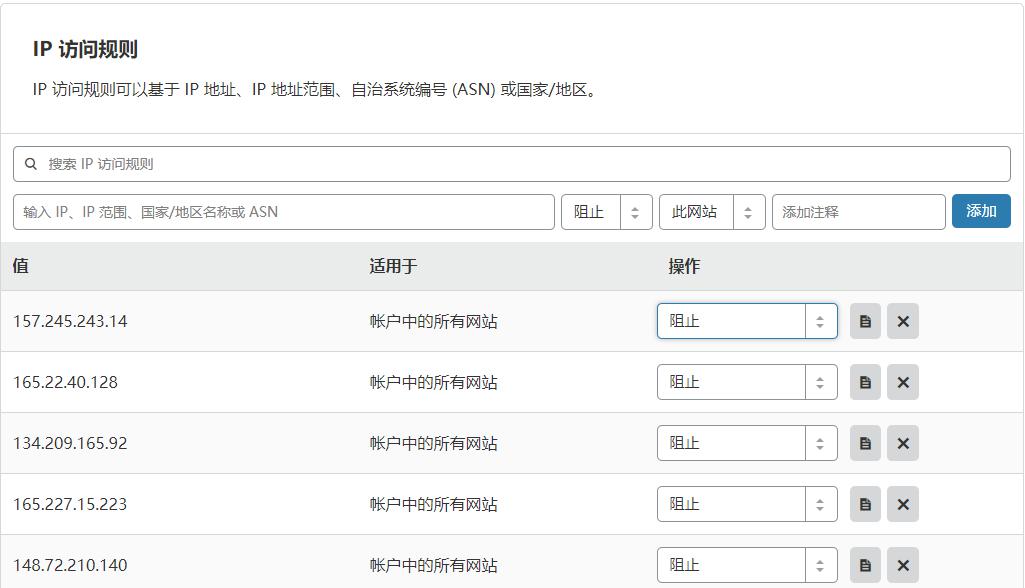 IP 访问规则
IP 访问规则可以基于 IP 地址、IP 地址范围、自治系统编号 (ASN) 或国家/地区。
搜索 IP 访问规则
输入 IP、IP 范围、国家/地区名称或 ASN 阻止 此网站 添加注释 添加
值 适用于 操作
157.245.243.14 帐户中的所有网站 阻止
165.22.40.128 帐户中的所有网站 阻止
134.209.165.92 帐户中的所有网站 阻止
165.227.15.223 帐户中的所有网站 阻止
148.72.210.140 帐户中的所有网站 阻止